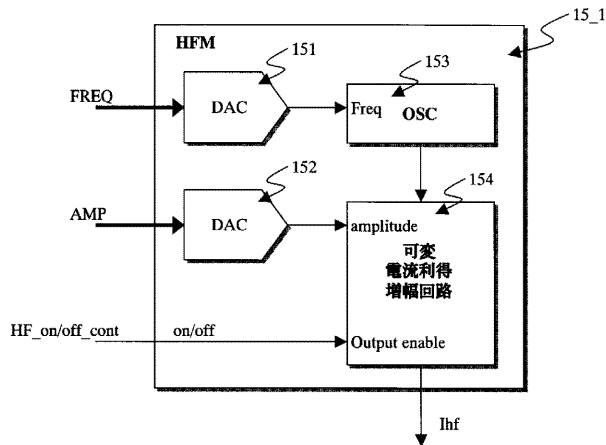 15_1
HFM
151
153
FREQ
DAC
Freq
OSC
152
154
AMP
DAC
amplitude
可変
電流利得
増幅回路
HF_on/off_cont
on/off
Output enable
Ihf